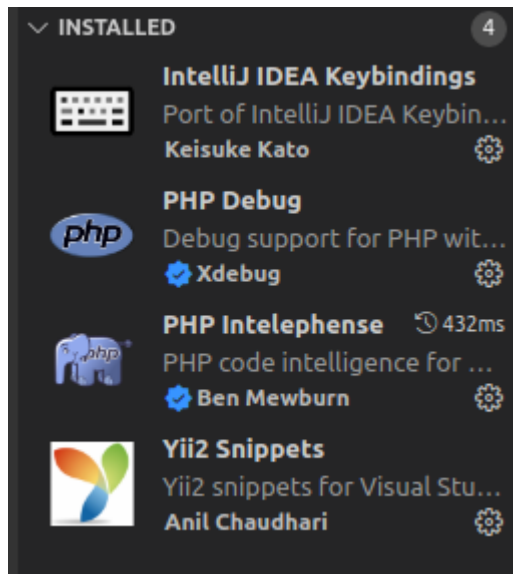 INSTALLED 4
IntelliJ IDEA Keybindings
Port of IntelliJ IDEA Keybin...
Keisuke Kato
php
PHP Debug
Debug support for PHP wit...
Xdebug
php
PHP Intelephense 432ms
PHP code intelligence for ...
Ben Mewburn
Yii2 Snippets
Yii2 snippets for Visual Stu...
Anil Chaudhari